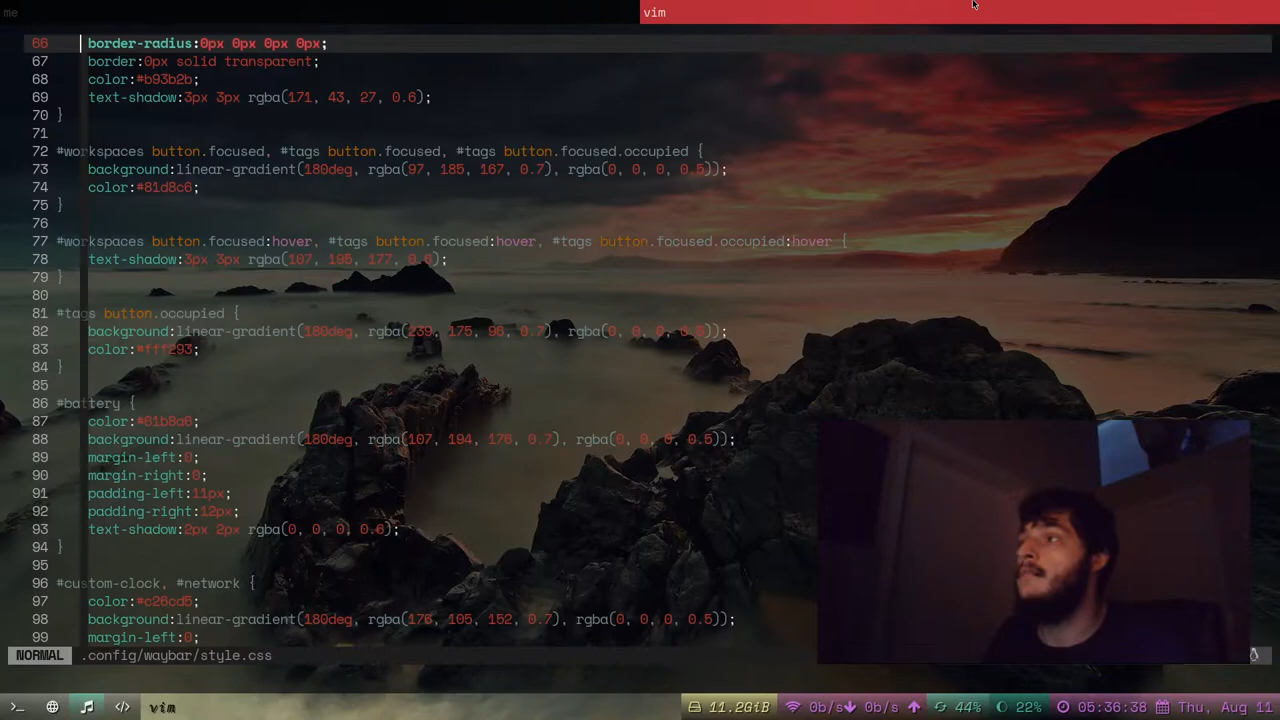 me
vim
66 border-radius:0px 0px 0px 0px;
67 border:0px solid transparent;
68 color:#b93b2b;
69 text-shadow:3px 3px rgba(171, 43, 27, 0.6);
70 }
71
72 #workspaces button.focused, #tags button.focused, #tags button.focused.occupied {
73 background:linear-gradient(180deg, rgba(97, 185, 167, 0.7), rgba(0, 0, 0, 0.5));
74 color:#81d8c6;
75 }
76
77 #workspaces button.focused:hover, #tags button.focused:hover, #tags button.focused.occupied:hover {
78 text-shadow:3px 3px rgba(107, 195, 177, 0.6);
79 }
80
81 #tags button.occupied {
82 background:linear-gradient(180deg, rgba(239, 175, 98, 0.7), rgba(0, 0, 0, 0.5));
83 color:#fff293;
84 }
85
86 #battery {
87 color:#61b8a6;
88 background:linear-gradient(180deg, rgba(107, 194, 176, 0.7), rgba(0, 0, 0, 0.5));
89 margin-left:0;
90 margin-right:0;
91 padding-left:11px;
92 padding-right:12px;
93 text-shadow:2px 2px rgba(0, 0, 0, 0.6);
94 }
95
96 #custom-clock, #network {
97 color:#c26cd5;
98 background:linear-gradient(180deg, rgba(176, 105, 152, 0.7), rgba(0, 0, 0, 0.5));
99 margin-left:0;
NORMAL .config/waybar/style.css
vim 11.2GiB 0b/s 0b/s 44% 22% 05:36:38 Thu, Aug 11